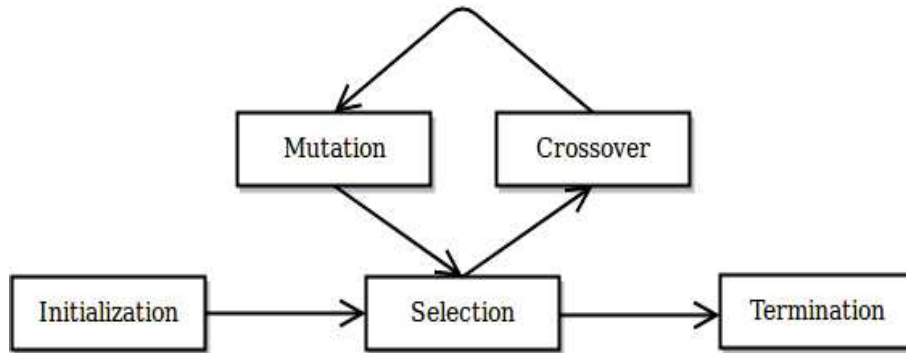 Mutation
Crossover
Initialization
Selection
Termination